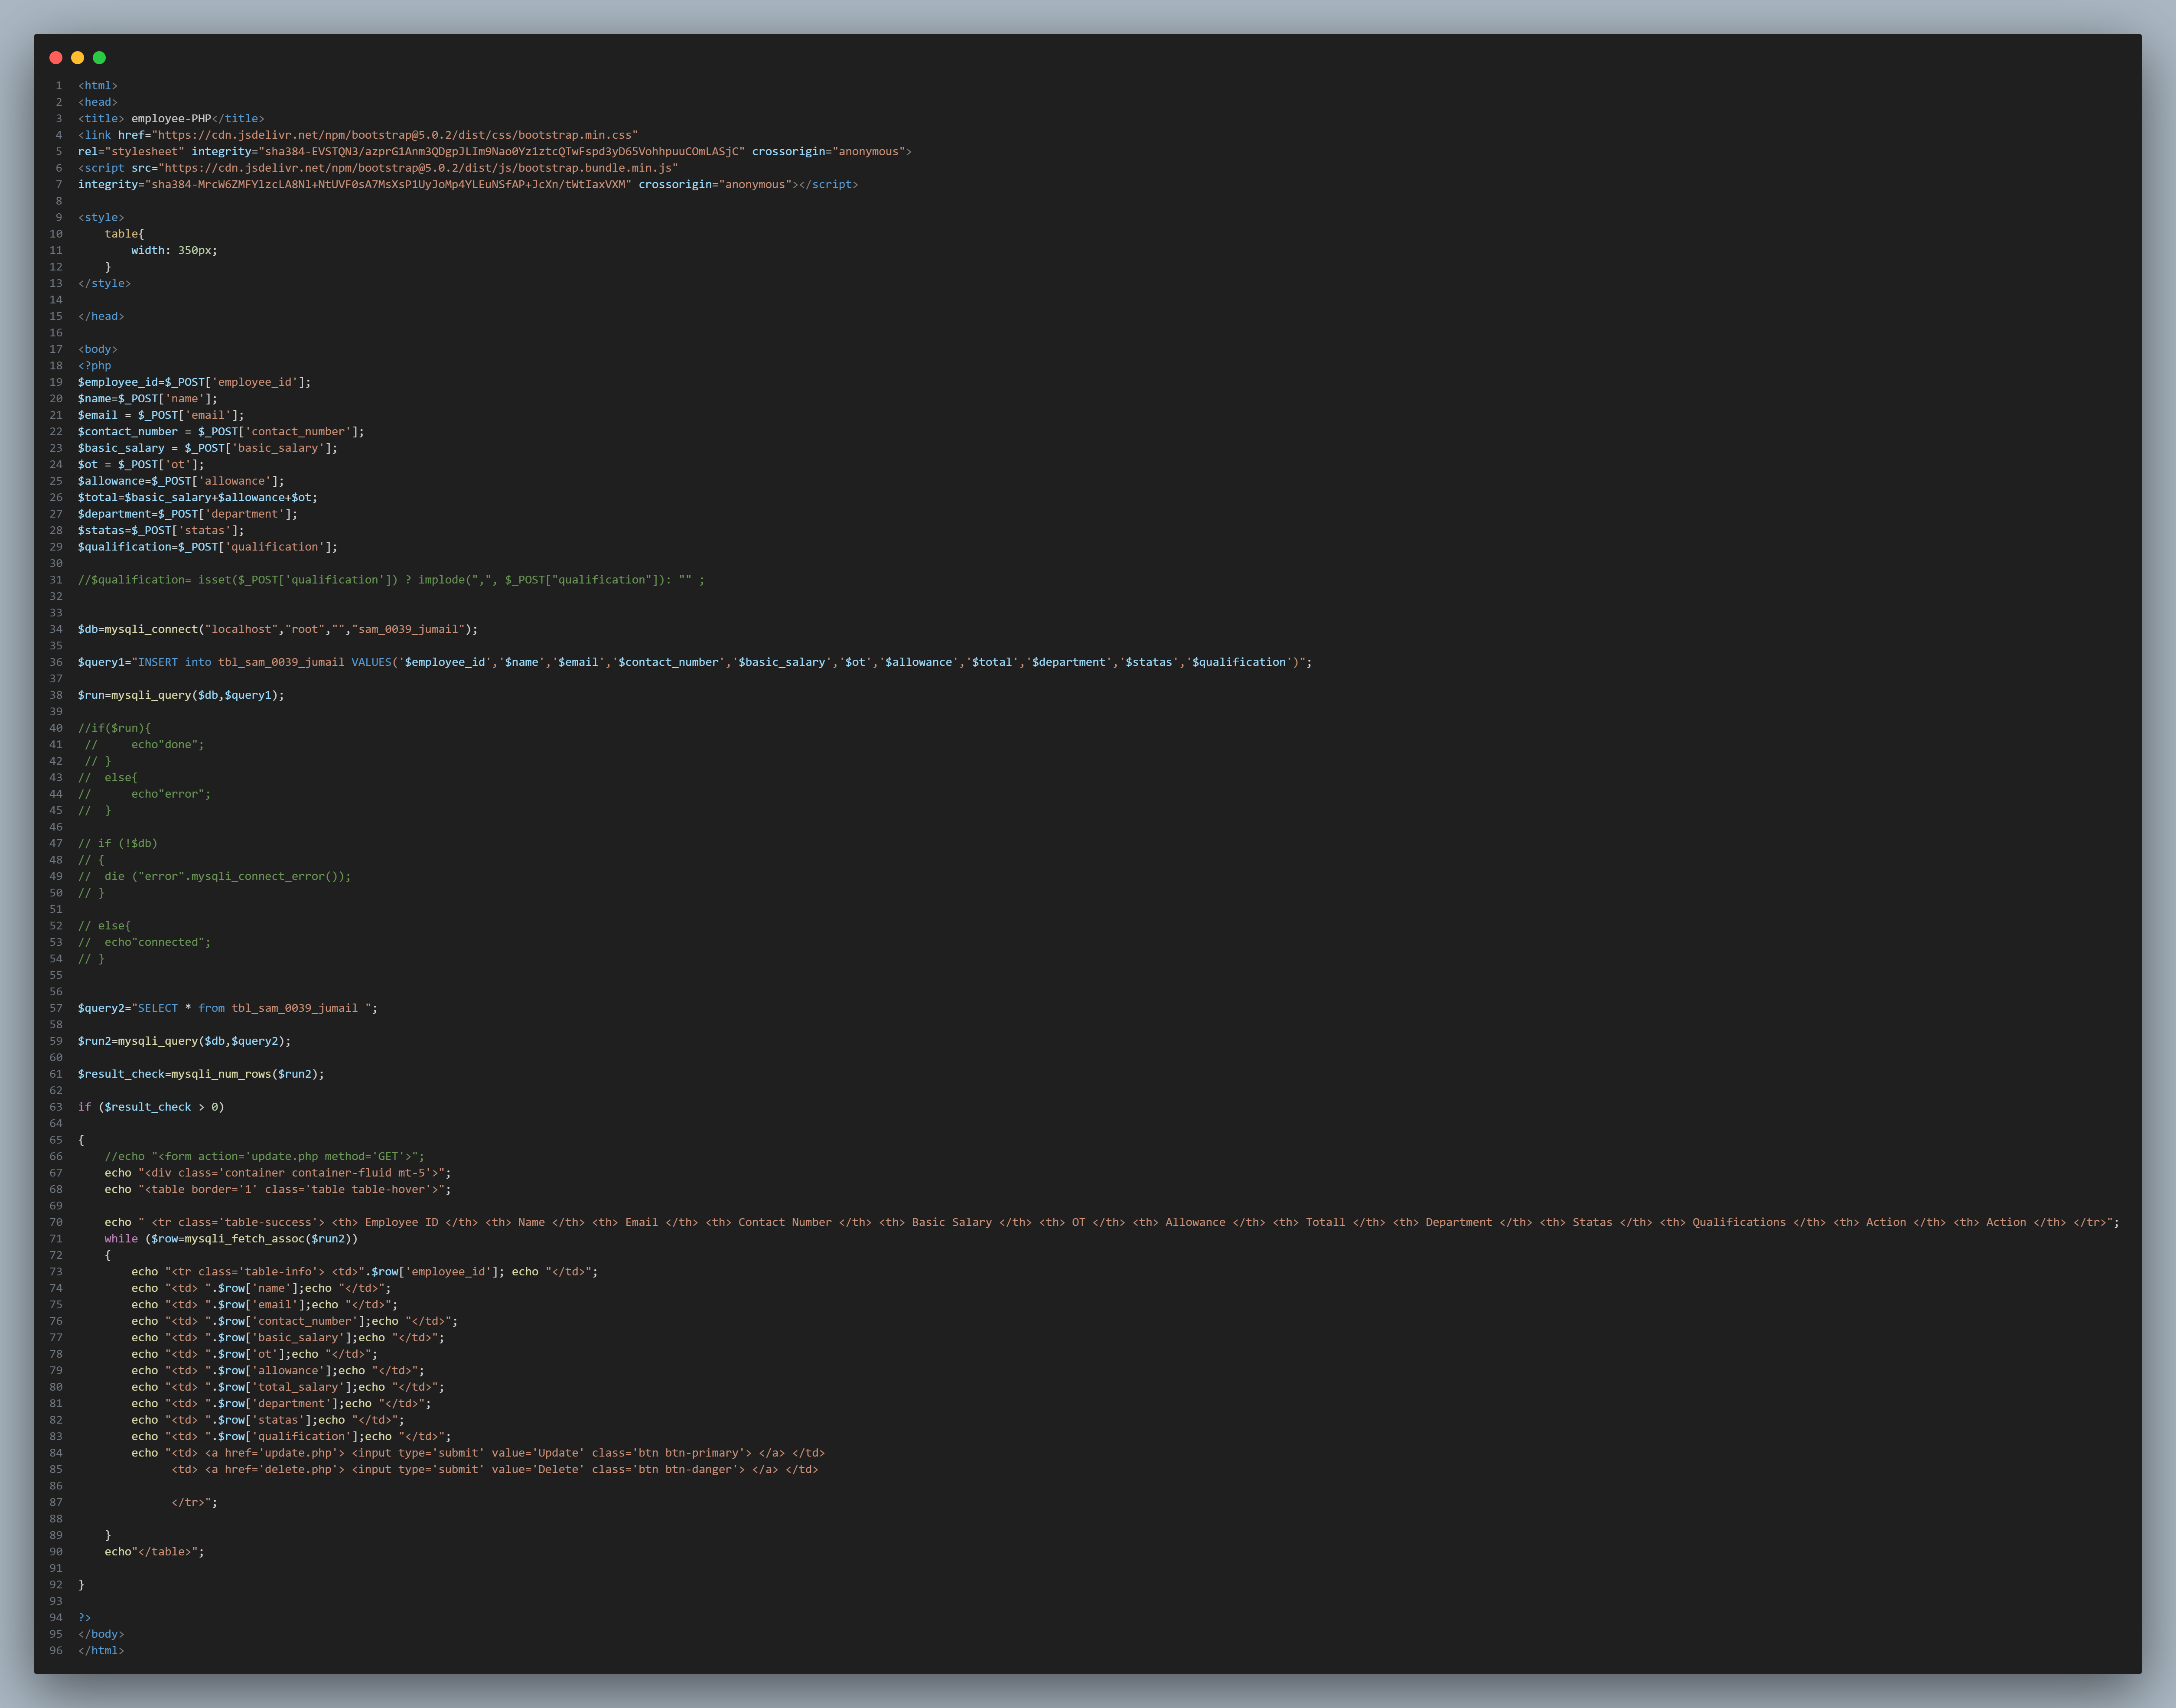 1 <html>
2 <head>
3 <title> employee-PHP</title>
4 <link href="https://cdn.jsdelivr.net/npm/bootstrap@5.0.2/dist/css/bootstrap.min.css"
5 rel="stylesheet" integrity="sha384-EVSTQN3/azprG1Anm3QDgpJLIm9Nao0Yz1ztcQTwFspd3yD65VohhpuuCOmLASjC" crossorigin="anonymous">
6 <script src="https://cdn.jsdelivr.net/npm/bootstrap@5.0.2/dist/js/bootstrap.bundle.min.js"
7 integrity="sha384-MrcW6ZMFYlzcLA8Nl+NtUVF0sA7MsXsP1UyJoMp4YLEuNSfAP+JcXn/tWtIaxVXM" crossorigin="anonymous"></script>
8
9 <style>
10     table{
11         width: 350px;
12     }
13 </style>
14
15 </head>
16
17 <body>
18 <?php
19 $employee_id=$_POST['employee_id'];
20 $name=$_POST['name'];
21 $email = $_POST['email'];
22 $contact_number = $_POST['contact_number'];
23 $basic_salary = $_POST['basic_salary'];
24 $ot = $_POST['ot'];
25 $allowance=$_POST['allowance'];
26 $total=$basic_salary+$allowance+$ot;
27 $department=$_POST['department'];
28 $statas=$_POST['statas'];
29 $qualification=$_POST['qualification'];
30
31 //$qualification= isset($_POST['qualification']) ? implode(",", $_POST["qualification"]): "" ;
32
33
34 $db=mysqli_connect("localhost","root","","sam_0039_jumail");
35
36 $query1="INSERT into tbl_sam_0039_jumail VALUES('$employee_id','$name','$email','$contact_number','$basic_salary','$ot','$allowance','$total','$department','$statas','$qualification')";
37
38 $run=mysqli_query($db,$query1);
39
40 //if($run){
41  //     echo"done";
42  // }
43 //  else{
44 //      echo"error";
45 //  }
46
47 // if (!$db)
48 // {
49 //  die ("error".mysqli_connect_error());
50 // }
51
52 // else{
53 //  echo"connected";
54 // }
55
56
57 $query2="SELECT * from tbl_sam_0039_jumail ";
58
59 $run2=mysqli_query($db,$query2);
60
61 $result_check=mysqli_num_rows($run2);
62
63 if ($result_check > 0)
64
65 {
66     //echo "<form action='update.php method='GET'>";
67     echo "<div class='container container-fluid mt-5'>";
68     echo "<table border='1' class='table table-hover'>";
69
70     echo " <tr class='table-success'> <th> Employee ID </th> <th> Name </th> <th> Email </th> <th> Contact Number </th> <th> Basic Salary </th> <th> OT </th> <th> Allowance </th> <th> Totall </th> <th> Department </th> <th> Statas </th> <th> Qualifications </th> <th> Action </th> <th> Action </th> </tr>";
71     while ($row=mysqli_fetch_assoc($run2))
72     {
73         echo "<tr class='table-info'> <td>".$row['employee_id']; echo "</td>";
74         echo "<td> ".$row['name'];echo "</td>";
75         echo "<td> ".$row['email'];echo "</td>";
76         echo "<td> ".$row['contact_number'];echo "</td>";
77         echo "<td> ".$row['basic_salary'];echo "</td>";
78         echo "<td> ".$row['ot'];echo "</td>";
79         echo "<td> ".$row['allowance'];echo "</td>";
80         echo "<td> ".$row['total_salary'];echo "</td>";
81         echo "<td> ".$row['department'];echo "</td>";
82         echo "<td> ".$row['statas'];echo "</td>";
83         echo "<td> ".$row['qualification'];echo "</td>";
84         echo "<td> <a href='update.php'> <input type='submit' value='Update' class='btn btn-primary'> </a> </td>
85               <td> <a href='delete.php'> <input type='submit' value='Delete' class='btn btn-danger'> </a> </td>
86
87               </tr>";
88
89     }
90     echo"</table>";
91
92 }
93
94 ?>
95 </body>
96 </html>